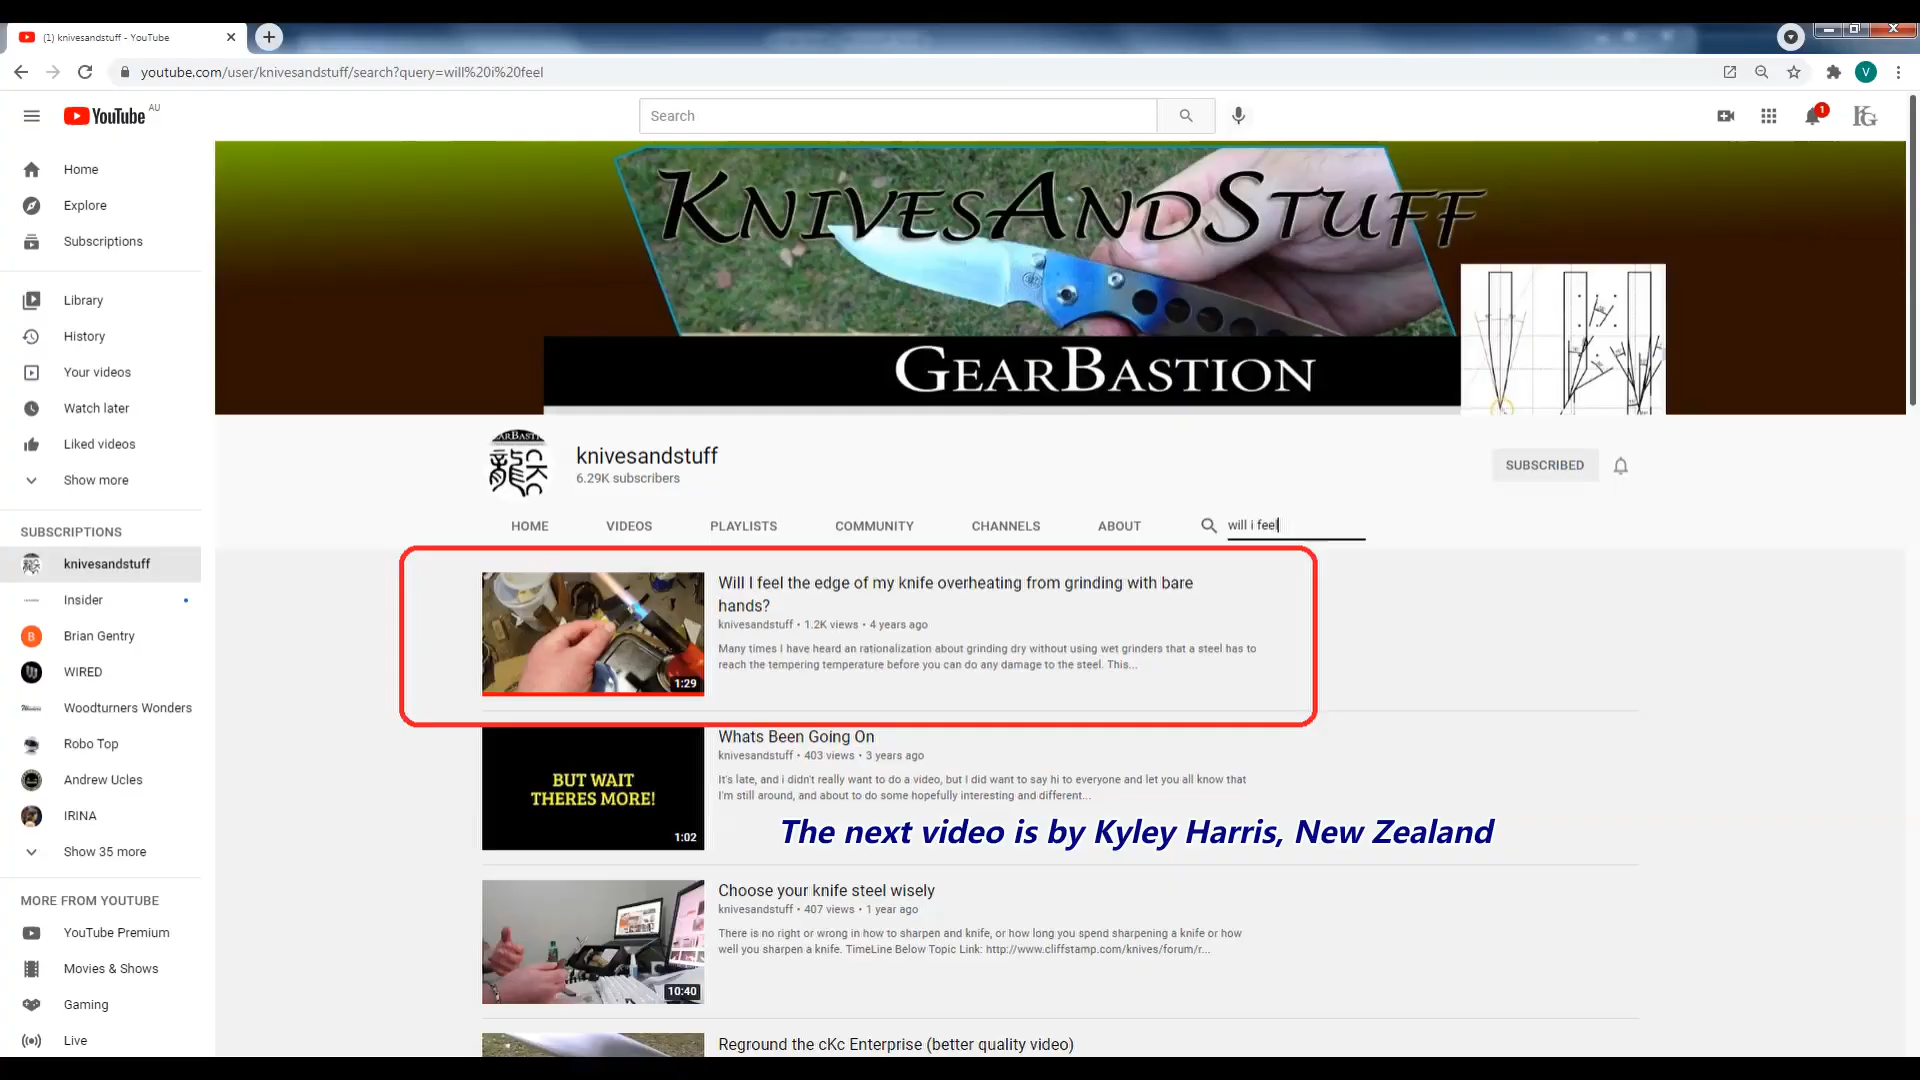 (1) knivesandstuff - YouTube
youtube.com/user/knivesandstuff/search?query=will%20i%20feel
V
YouTube AU
Search
1
KG
Home
Explore
Subscriptions
Library
History
Your videos
Watch later
Liked videos
Show more
SUBSCRIPTIONS
knivesandstuff
Insider
Brian Gentry
WIRED
Woodturners Wonders
Robo Top
Andrew Ucles
IRINA
Show 35 more
MORE FROM YOUTUBE
YouTube Premium
Movies & Shows
Gaming
Live
KNIVESANDSTUFF
GEARBASTION
knivesandstuff
6.29K subscribers
SUBSCRIBED
HOME
VIDEOS
PLAYLISTS
COMMUNITY
CHANNELS
ABOUT
will i feel
1:29
Will I feel the edge of my knife overheating from grinding with bare
hands?
knivesandstuff • 1.2K views • 4 years ago
Many times I have heard an rationalization about grinding dry without using wet grinders that a steel has to
reach the tempering temperature before you can do any damage to the steel. This...
BUT WAIT
THERES MORE!
1:02
Whats Been Going On
knivesandstuff • 403 views • 3 years ago
It's late, and i didn't really want to do a video, but I did want to say hi to everyone and let you all know that
I'm still around, and about to do some hopefully interesting and different...
The next video is by Kyley Harris, New Zealand
10:40
Choose your knife steel wisely
knivesandstuff • 407 views • 1 year ago
There is no right or wrong in how to sharpen and knife, or how long you spend sharpening a knife or how
well you sharpen a knife. TimeLine Below Topic Link: http://www.cliffstamp.com/knives/forum/r...
Reground the cKc Enterprise (better quality video)